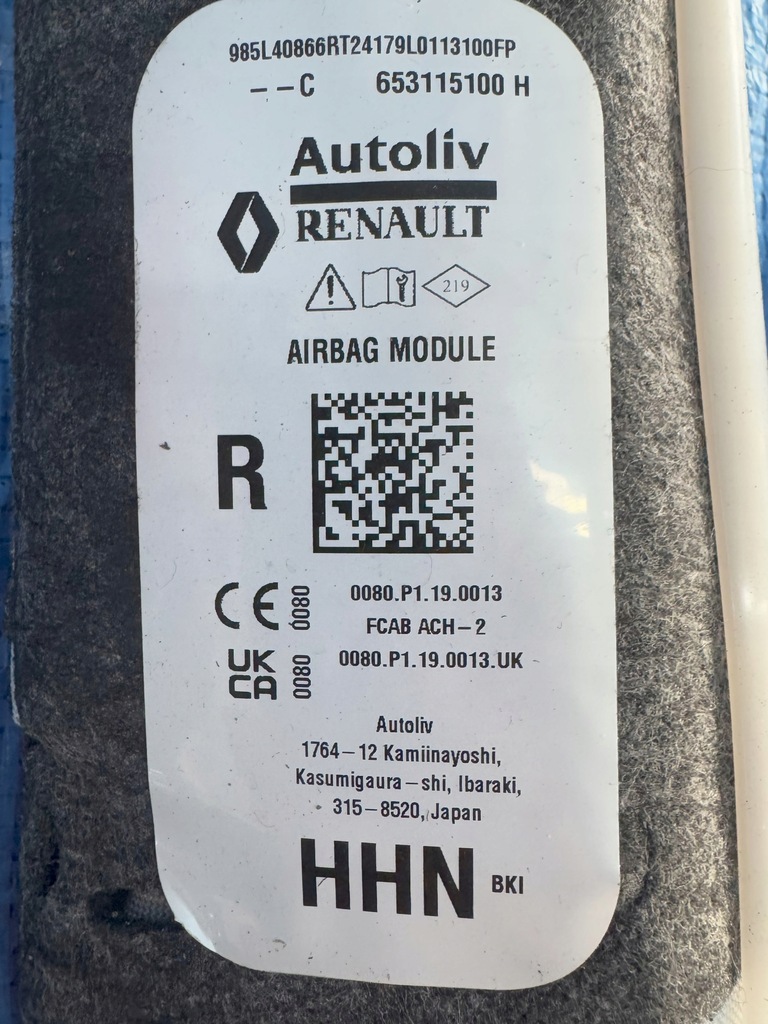 985L40866RT24179L0113100FP
– – C 653115100 H
Autoliv
RENAULT
219
AIRBAG MODULE
R
CE 0080 0080.P1.19.0013
FCAB ACH–2
UK CA 0080 0080.P1.19.0013.UK
Autoliv
1764–12 Kamiinayoshi,
Kasumigaura–shi, Ibaraki,
315–8520, Japan
HHN BKI